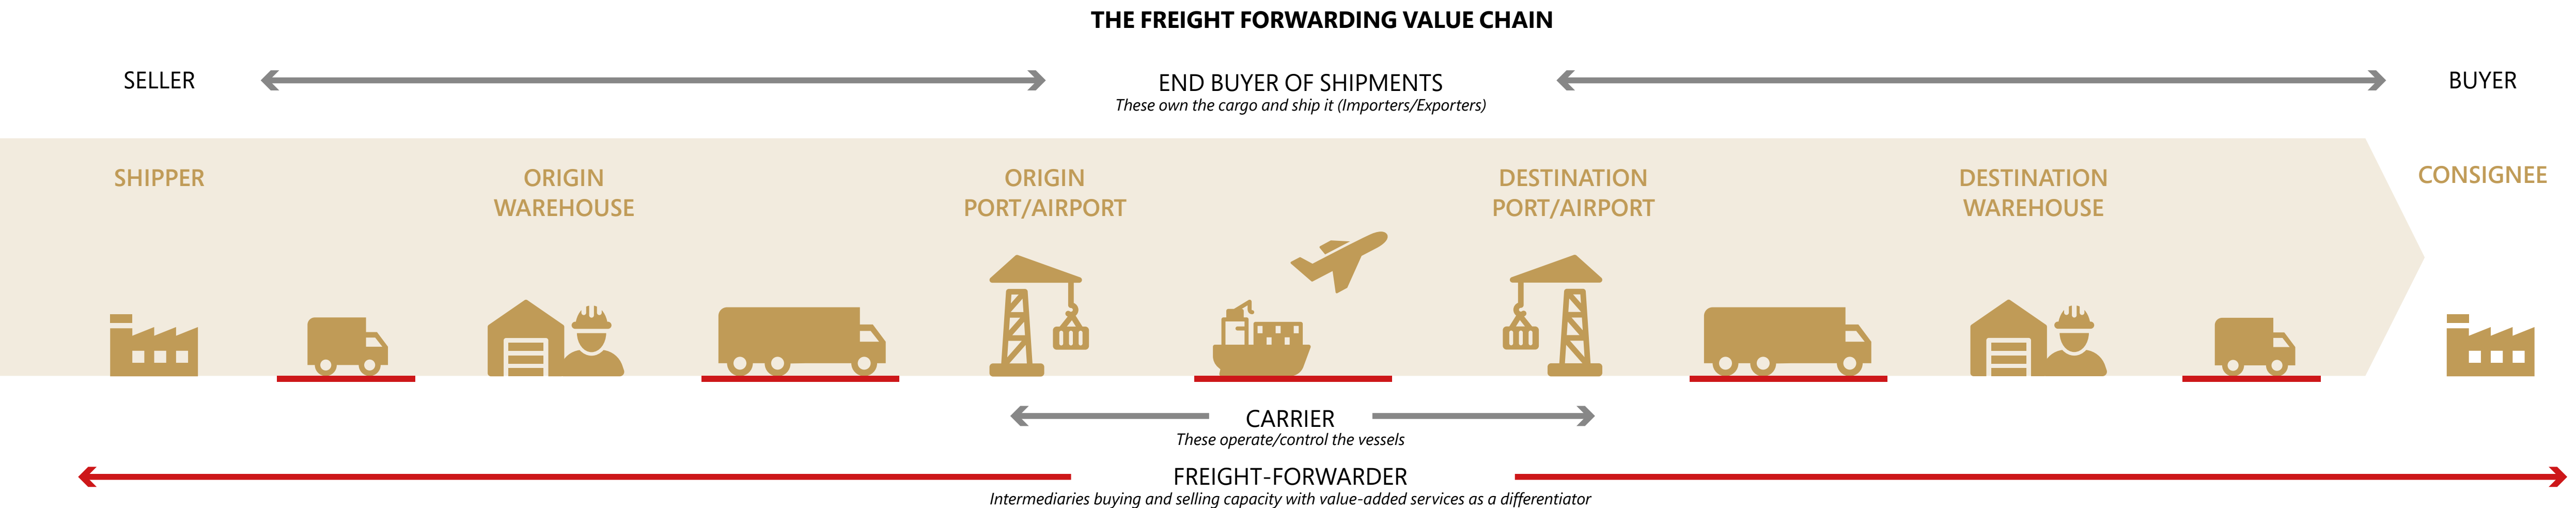 THE FREIGHT FORWARDING VALUE CHAIN
SELLER
END BUYER OF SHIPMENTS
These own the cargo and ship it (Importers/Exporters)
BUYER
SHIPPER
ORIGIN
WAREHOUSE
ORIGIN
PORT/AIRPORT
DESTINATION
PORT/AIRPORT
DESTINATION
WAREHOUSE
CONSIGNEE
CARRIER
These operate/control the vessels
FREIGHT-FORWARDER
Intermediaries buying and selling capacity with value-added services as a differentiator